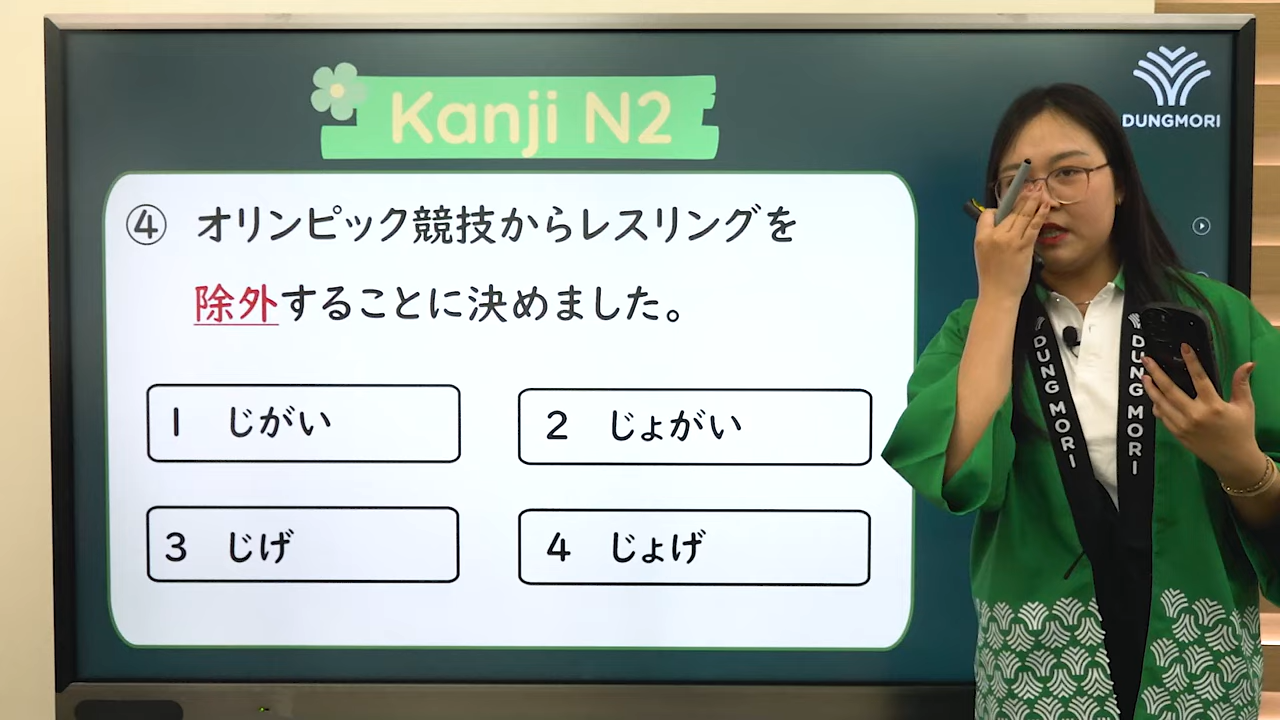 Kanji N2
DUNGMORI
④ オリンピック競技からレスリングを
除外することに決めました。
1 じがい
2 じょがい
3 じげ
4 じょげ
DUNG MORI
DUNG MORI